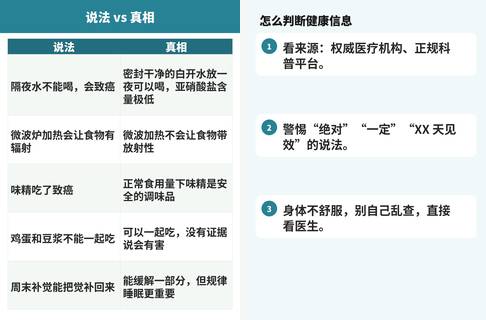 说法 vs 真相
说法 真相
隔夜水不能喝，会致癌
密封干净的白开水放一
夜可以喝，亚硝酸盐含
量极低
微波炉加热会让食物有
辐射
微波加热不会让食物带
放射性
味精吃了致癌
正常食用量下味精是安
全的调味品
鸡蛋和豆浆不能一起吃
可以一起吃，没有证据
说会有害
周末补觉能把觉补回来
能缓解一部分，但规律
睡眠更重要
怎么判断健康信息
1 看来源：权威医疗机构、正规科
普平台。
2 警惕“绝对”“一定”“XX 天见
效”的说法。
3 身体不舒服，别自己乱查，直接
看医生。